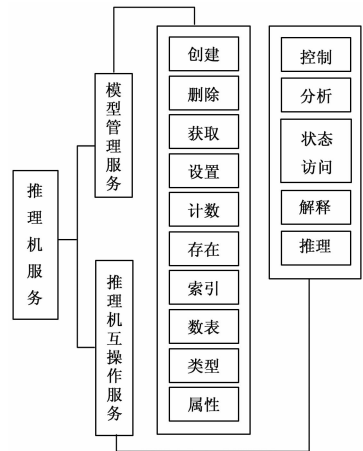 推理机服务
模型管理服务
推理机互操作服务
创建
删除
获取
设置
计数
存在
索引
数表
类型
属性
控制
分析
状态
访问
解释
推理